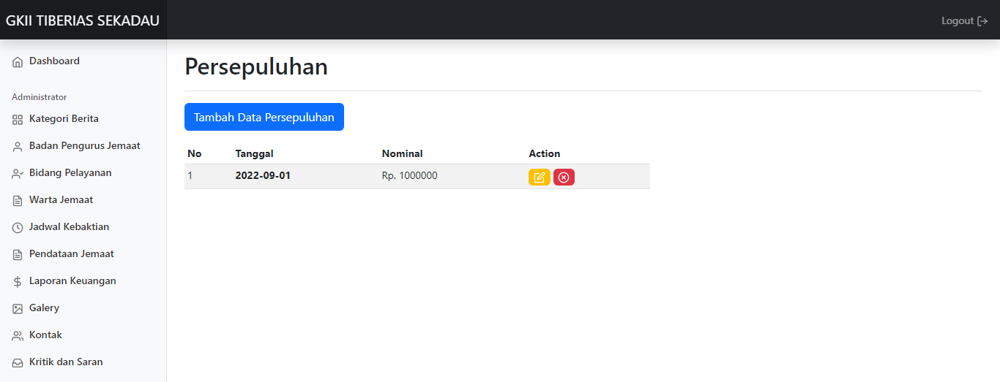 GKII TIBERIAS SEKADAU
Logout
Dashboard
Administrator
Kategori Berita
Badan Pengurus Jemaat
Bidang Pelayanan
Warta Jemaat
Jadwal Kebaktian
Pendataan Jemaat
Laporan Keuangan
Galery
Kontak
Kritik dan Saran
Persepuluhan
Tambah Data Persepuluhan
No Tanggal Nominal Action
1 2022-09-01 Rp. 1000000